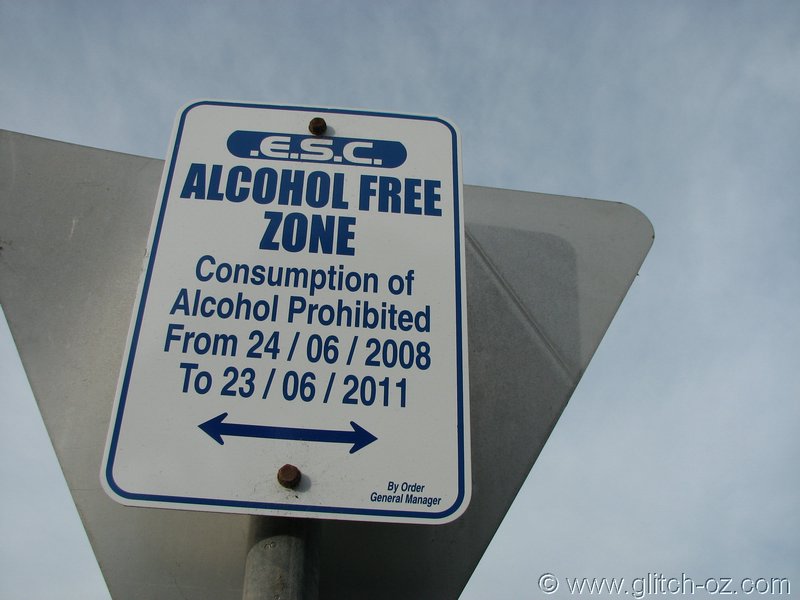 .E.S.C.
ALCOHOL FREE
ZONE
Consumption of
Alcohol Prohibited
From 24 / 06 / 2008
To 23 / 06 / 2011
By Order
General Manager
© www.glitch-oz.com